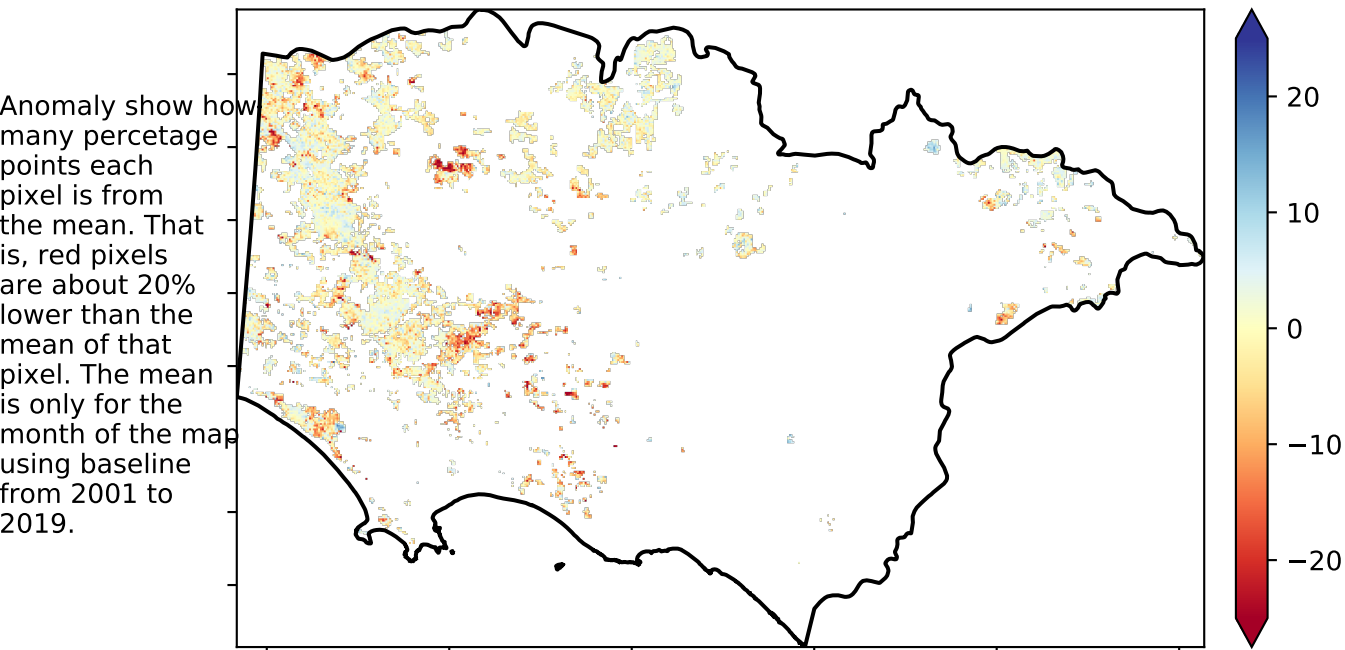 Anomaly show how
many percetage
points each
pixel is from
the mean. That
is, red pixels
are about 20%
lower than the
mean of that
pixel. The mean
is only for the
month of the map
using baseline
from 2001 to
2019.
20
10
0
−10
−20